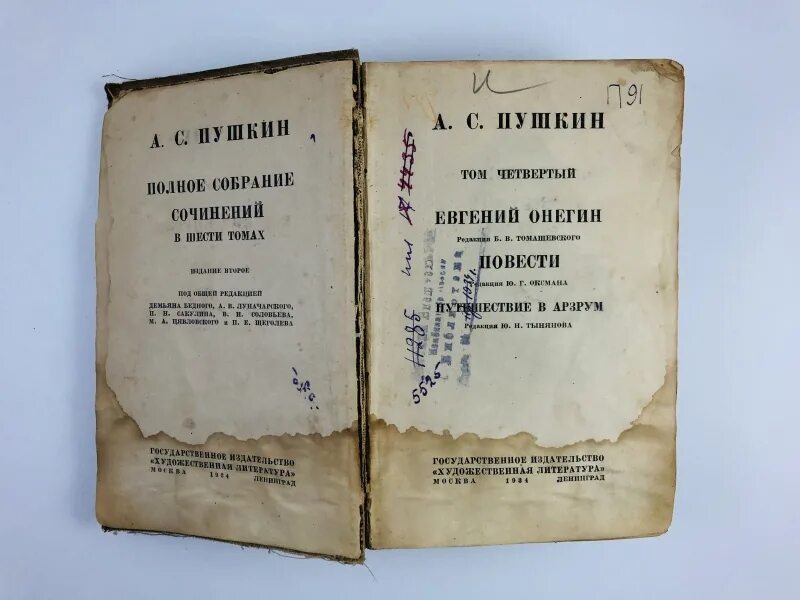 А. С. ПУШКИН
ПОЛНОЕ СОБРАНИЕ
СОЧИНЕНИЙ
В ШЕСТИ ТОМАХ
ИЗДАНИЕ ВТОРОЕ
ПОД ОБЩЕЙ РЕДАКЦИЕЙ
ДЕМЬЯНА БЕДНОГО, А. В. ЛУНАЧАРСКОГО,
П. Н. САКУЛИНА, В. И. СОЛОВЬЕВА,
М. А. ЦЯВЛОВСКОГО и П. Е. ЩЕГОЛЕВА
ГОСУДАРСТВЕННОЕ ИЗДАТЕЛЬСТВО
«ХУДОЖЕСТВЕННАЯ ЛИТЕРАТУРА»
МОСКВА 1934 ЛЕНИНГРАД
П91
А. С. ПУШКИН
ТОМ ЧЕТВЕРТЫЙ
ЕВГЕНИЙ ОНЕГИН
Редакция Б. В. ТОМАШЕВСКОГО
ПОВЕСТИ
Редакция Ю. Г. ОКСМАНА
ПУТЕШЕСТВИЕ В АРЗРУМ
Редакция Ю. Н. ТЫНЯНОВА
11285
5525
ГОСУДАРСТВЕННОЕ ИЗДАТЕЛЬСТВО
«ХУДОЖЕСТВЕННАЯ ЛИТЕРАТУРА»
МОСКВА 1934 ЛЕНИНГРАД